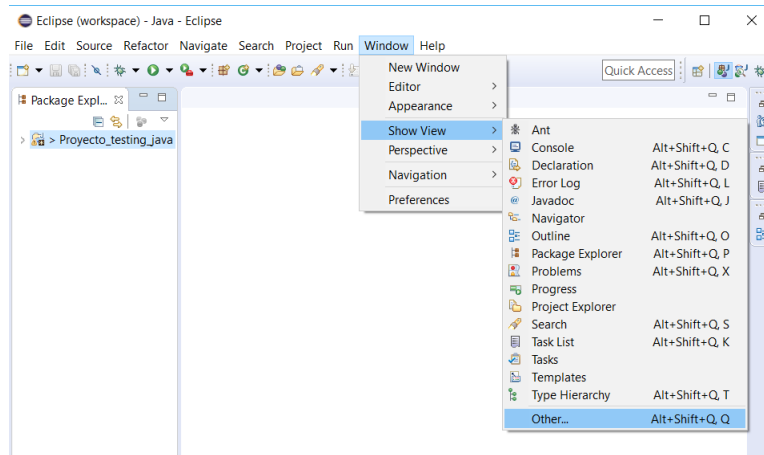 Eclipse (workspace) - Java - Eclipse
File Edit Source Refactor Navigate Search Project Run Window Help
Quick Access
Package Expl...
> Proyecto_testing_java
New Window
Editor
Appearance
Show View
Perspective
Navigation
Preferences
Ant
Console Alt+Shift+Q, C
Declaration Alt+Shift+Q, D
Error Log Alt+Shift+Q, L
Javadoc Alt+Shift+Q, J
Navigator
Outline Alt+Shift+Q, O
Package Explorer Alt+Shift+Q, P
Problems Alt+Shift+Q, X
Progress
Project Explorer
Search Alt+Shift+Q, S
Task List Alt+Shift+Q, K
Tasks
Templates
Type Hierarchy Alt+Shift+Q, T
Other... Alt+Shift+Q, Q